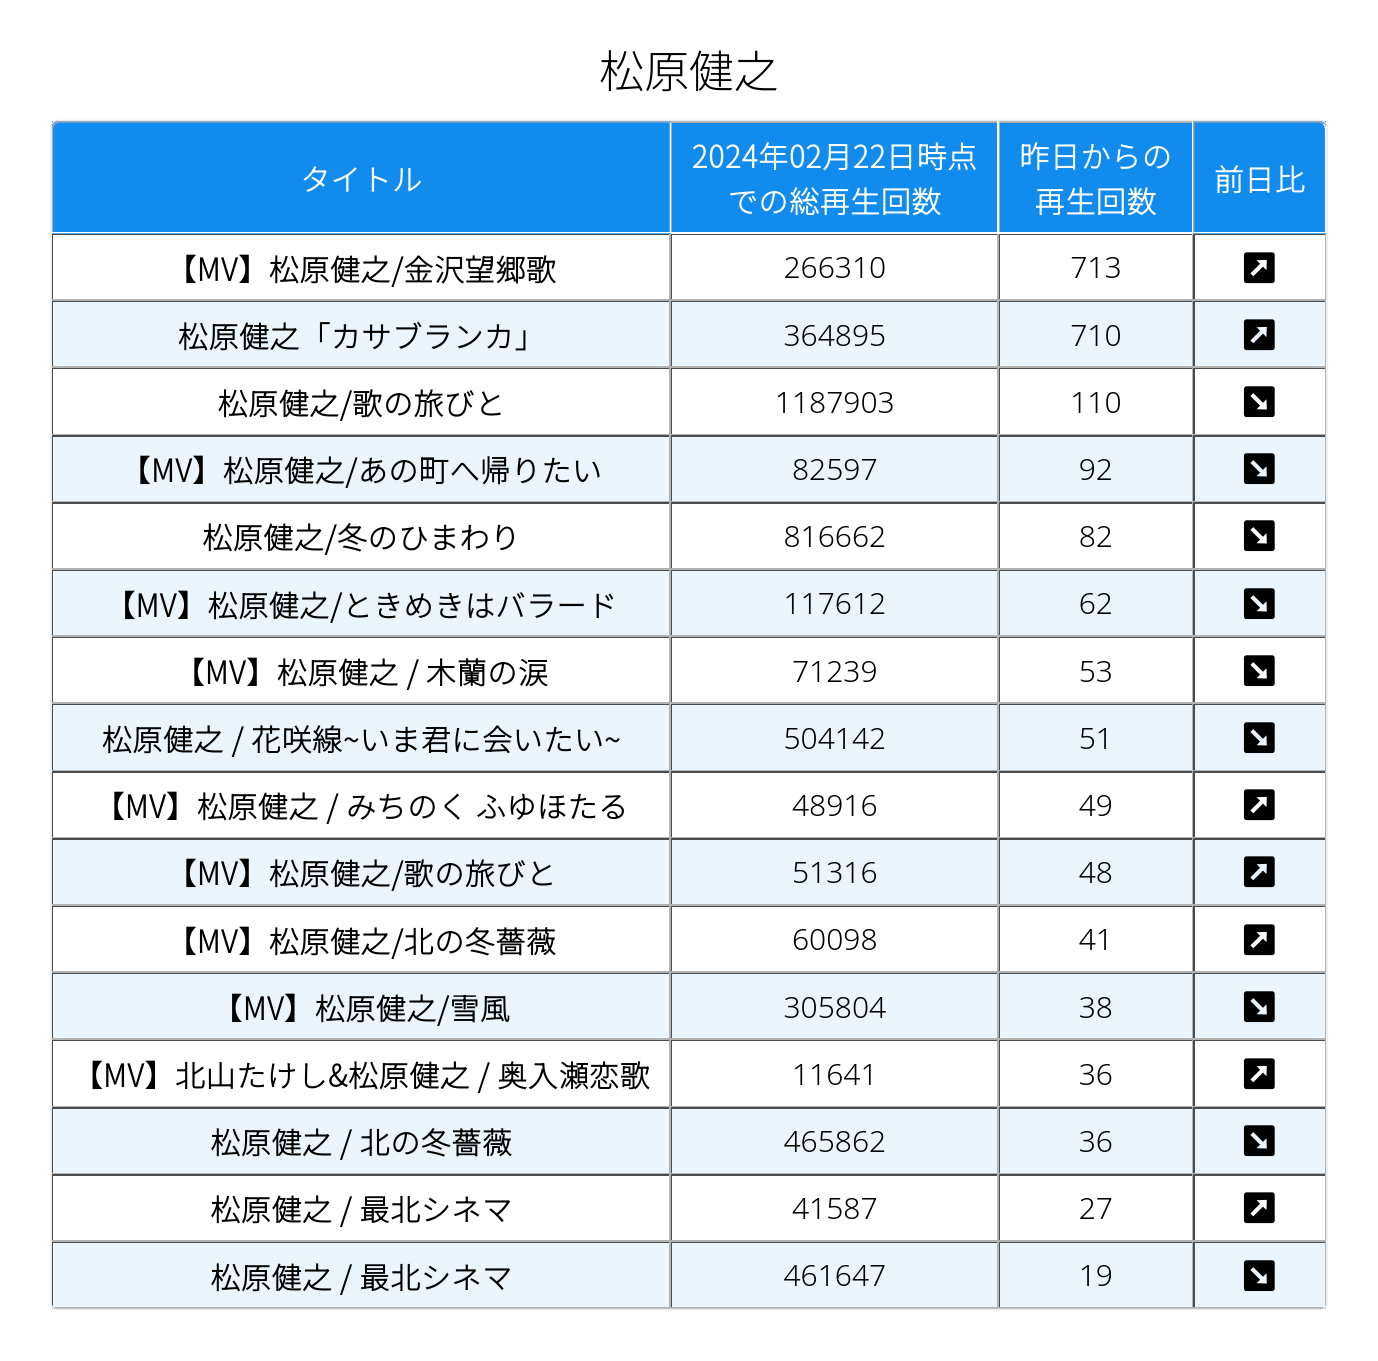 松原健之
タイトル
2024年02月22日時点
での総再生回数
昨日からの
再生回数
前日比
【MV】松原健之/金沢望郷歌 266310 713 ↗
松原健之「カサブランカ」 364895 710 ↗
松原健之/歌の旅びと 1187903 110 ↘
【MV】松原健之/あの町へ帰りたい 82597 92 ↘
松原健之/冬のひまわり 816662 82 ↘
【MV】松原健之/ときめきはバラード 117612 62 ↘
【MV】松原健之 / 木蘭の涙 71239 53 ↘
松原健之 / 花咲線~いま君に会いたい~ 504142 51 ↘
【MV】松原健之 / みちのく ふゆほたる 48916 49 ↗
【MV】松原健之/歌の旅びと 51316 48 ↗
【MV】松原健之/北の冬薔薇 60098 41 ↗
【MV】松原健之/雪風 305804 38 ↘
【MV】北山たけし&松原健之 / 奥入瀬恋歌 11641 36 ↗
松原健之 / 北の冬薔薇 465862 36 ↘
松原健之 / 最北シネマ 41587 27 ↗
松原健之 / 最北シネマ 461647 19 ↘